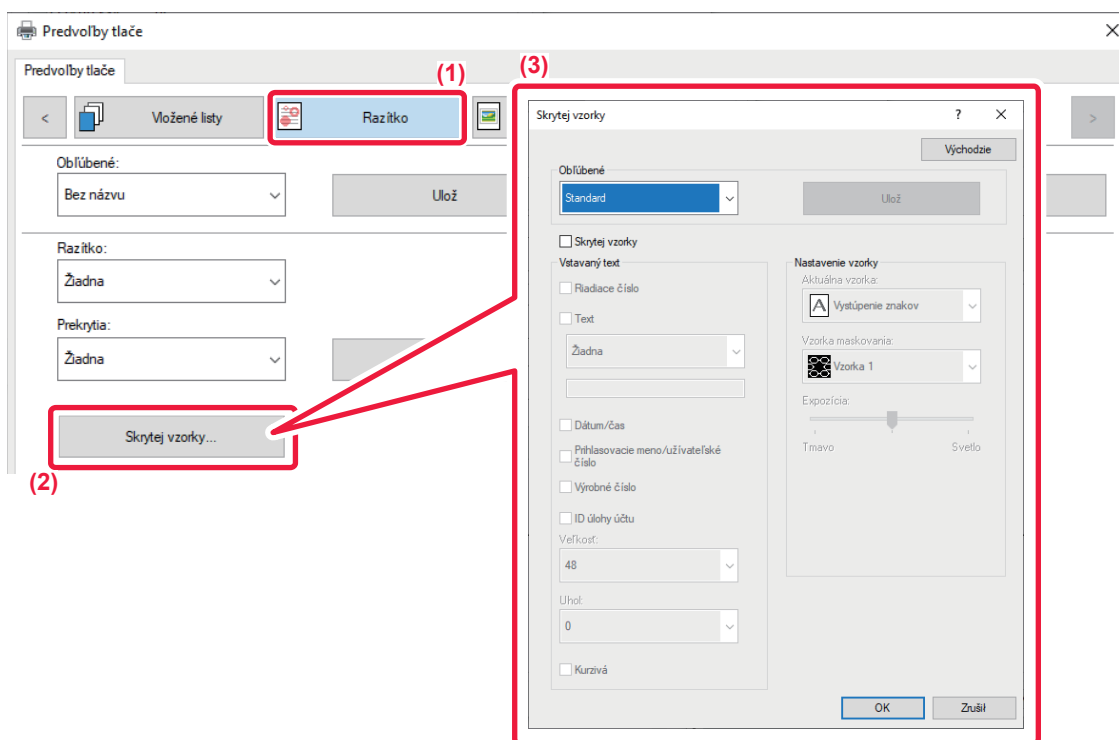 Predvoľby tlače
Predvoľby tlače
(1)
(3)
<
Vložené listy
Razítko
>
Obľúbené:
Bez názvu
Ulož
Razítko:
Žiadna
Prekrytia:
Žiadna
Skrytej vzorky...
(2)
Skrytej vzorky
?
Východzie
Obľúbené
Standard
Ulož
Skrytej vzorky
Vstavaný text
Riadiace číslo
Text
Žiadna
Dátum/čas
Prihlasovacie meno/užívateľské
číslo
Výrobné číslo
ID úlohy účtu
Veľkosť:
48
Uhol:
0
Kurzivá
Nastavenie vzorky
Aktuálna vzorka:
A Vystúpenie znakov
Vzorka maskovania:
Vzorka 1
Expozícia:
Tmavo Svetlo
OK Zrušiť